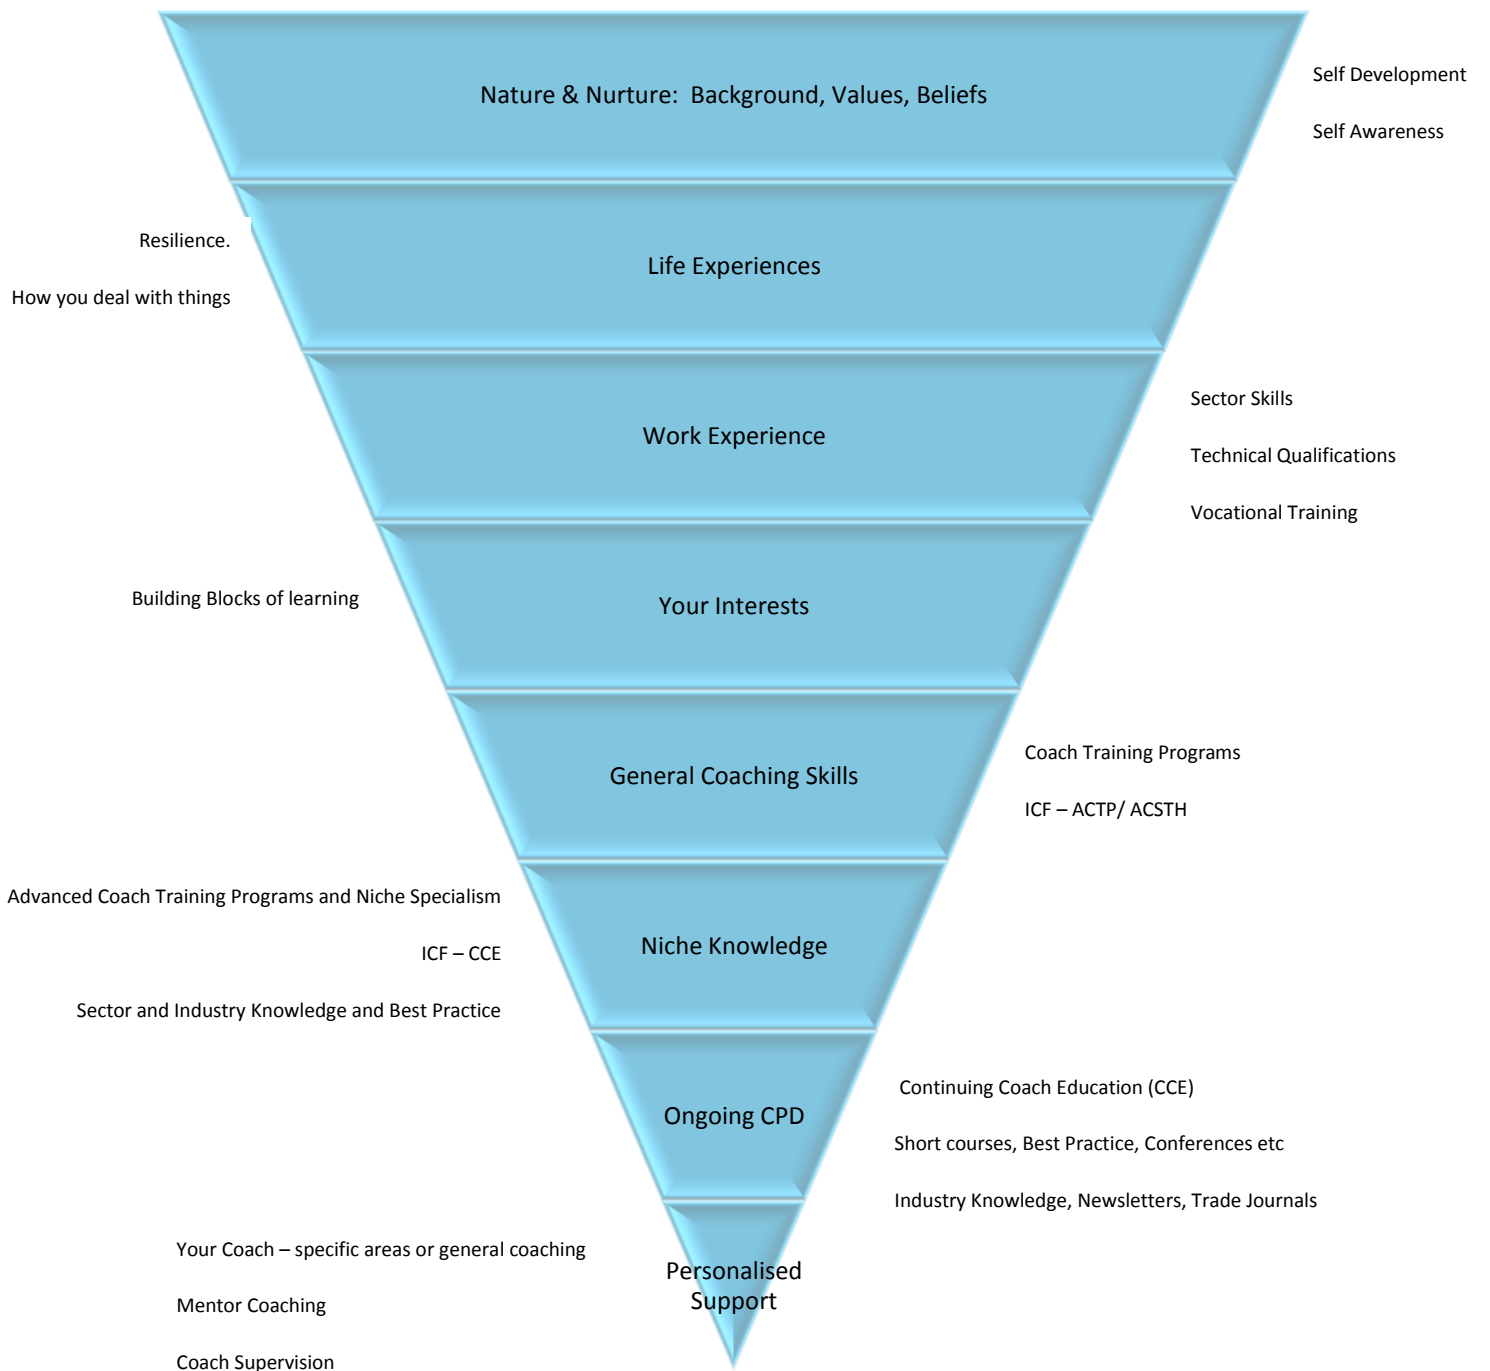 Nature & Nurture:  Background, Values, Beliefs
Self Development
Self Awareness
Resilience.
How you deal with things
Life Experiences
Work Experience
Sector Skills
Technical Qualifications
Vocational Training
Building Blocks of learning
Your Interests
General Coaching Skills
Coach Training Programs
ICF – ACTP/ ACSTH
Advanced Coach Training Programs and Niche Specialism
ICF – CCE
Sector and Industry Knowledge and Best Practice
Niche Knowledge
Ongoing CPD
Continuing Coach Education (CCE)
Short courses, Best Practice, Conferences etc
Industry Knowledge, Newsletters, Trade Journals
Your Coach – specific areas or general coaching
Mentor Coaching
Coach Supervision
Personalised
Support